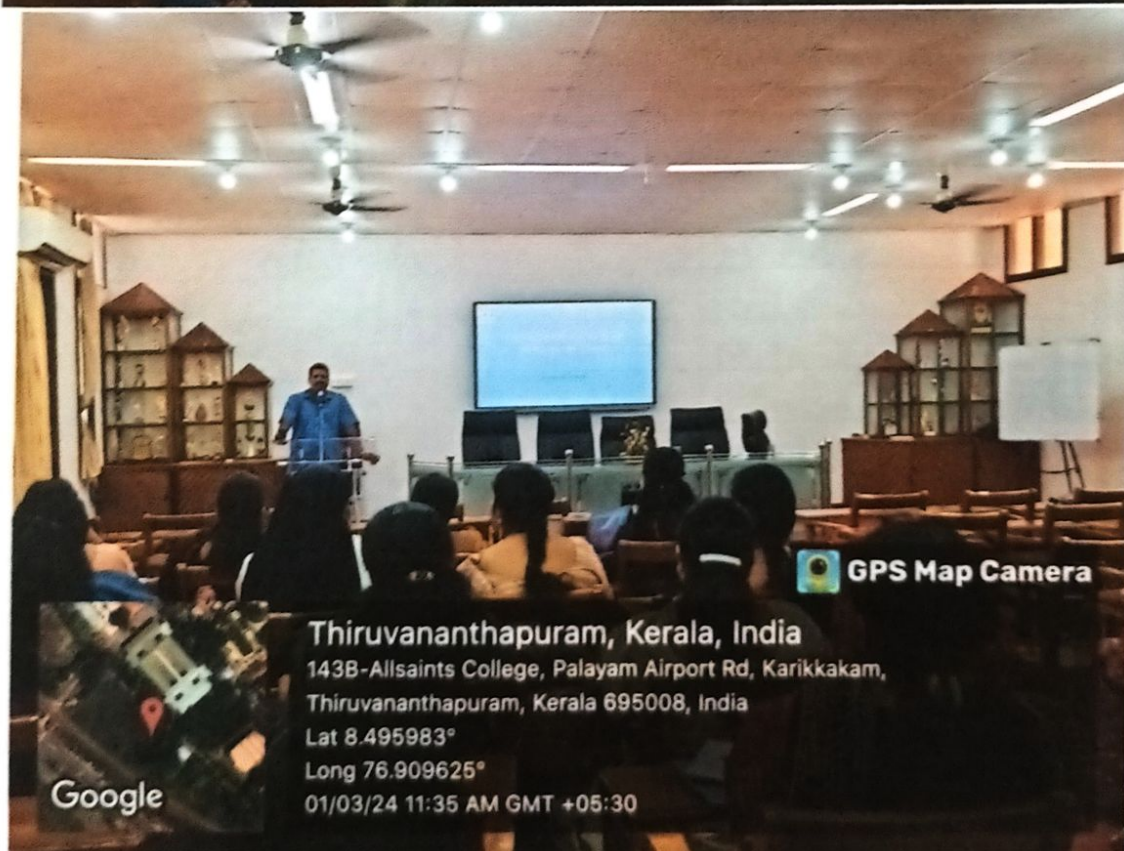 GPS Map Camera
Thiruvananthapuram, Kerala, India
143B-Allsaints College, Palayam Airport Rd, Karikkakam,
Thiruvananthapuram, Kerala 695008, India
Lat 8.495983°
Long 76.909625°
01/03/24 11:35 AM GMT +05:30
Google